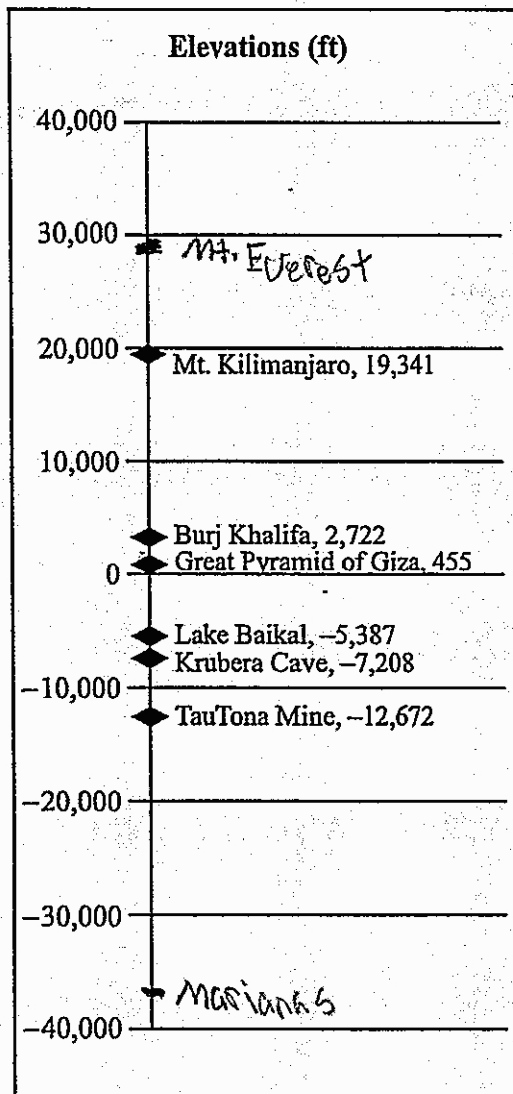 Elevations (ft)
40,000
30,000
Mt. Everest
20,000
Mt. Kilimanjaro, 19,341
10,000
Burj Khalifa, 2,722
Great Pyramid of Giza, 455
0
Lake Baikal, –5,387
Krubera Cave, –7,208
–10,000
TauTona Mine, –12,672
–20,000
–30,000
Marianas
–40,000